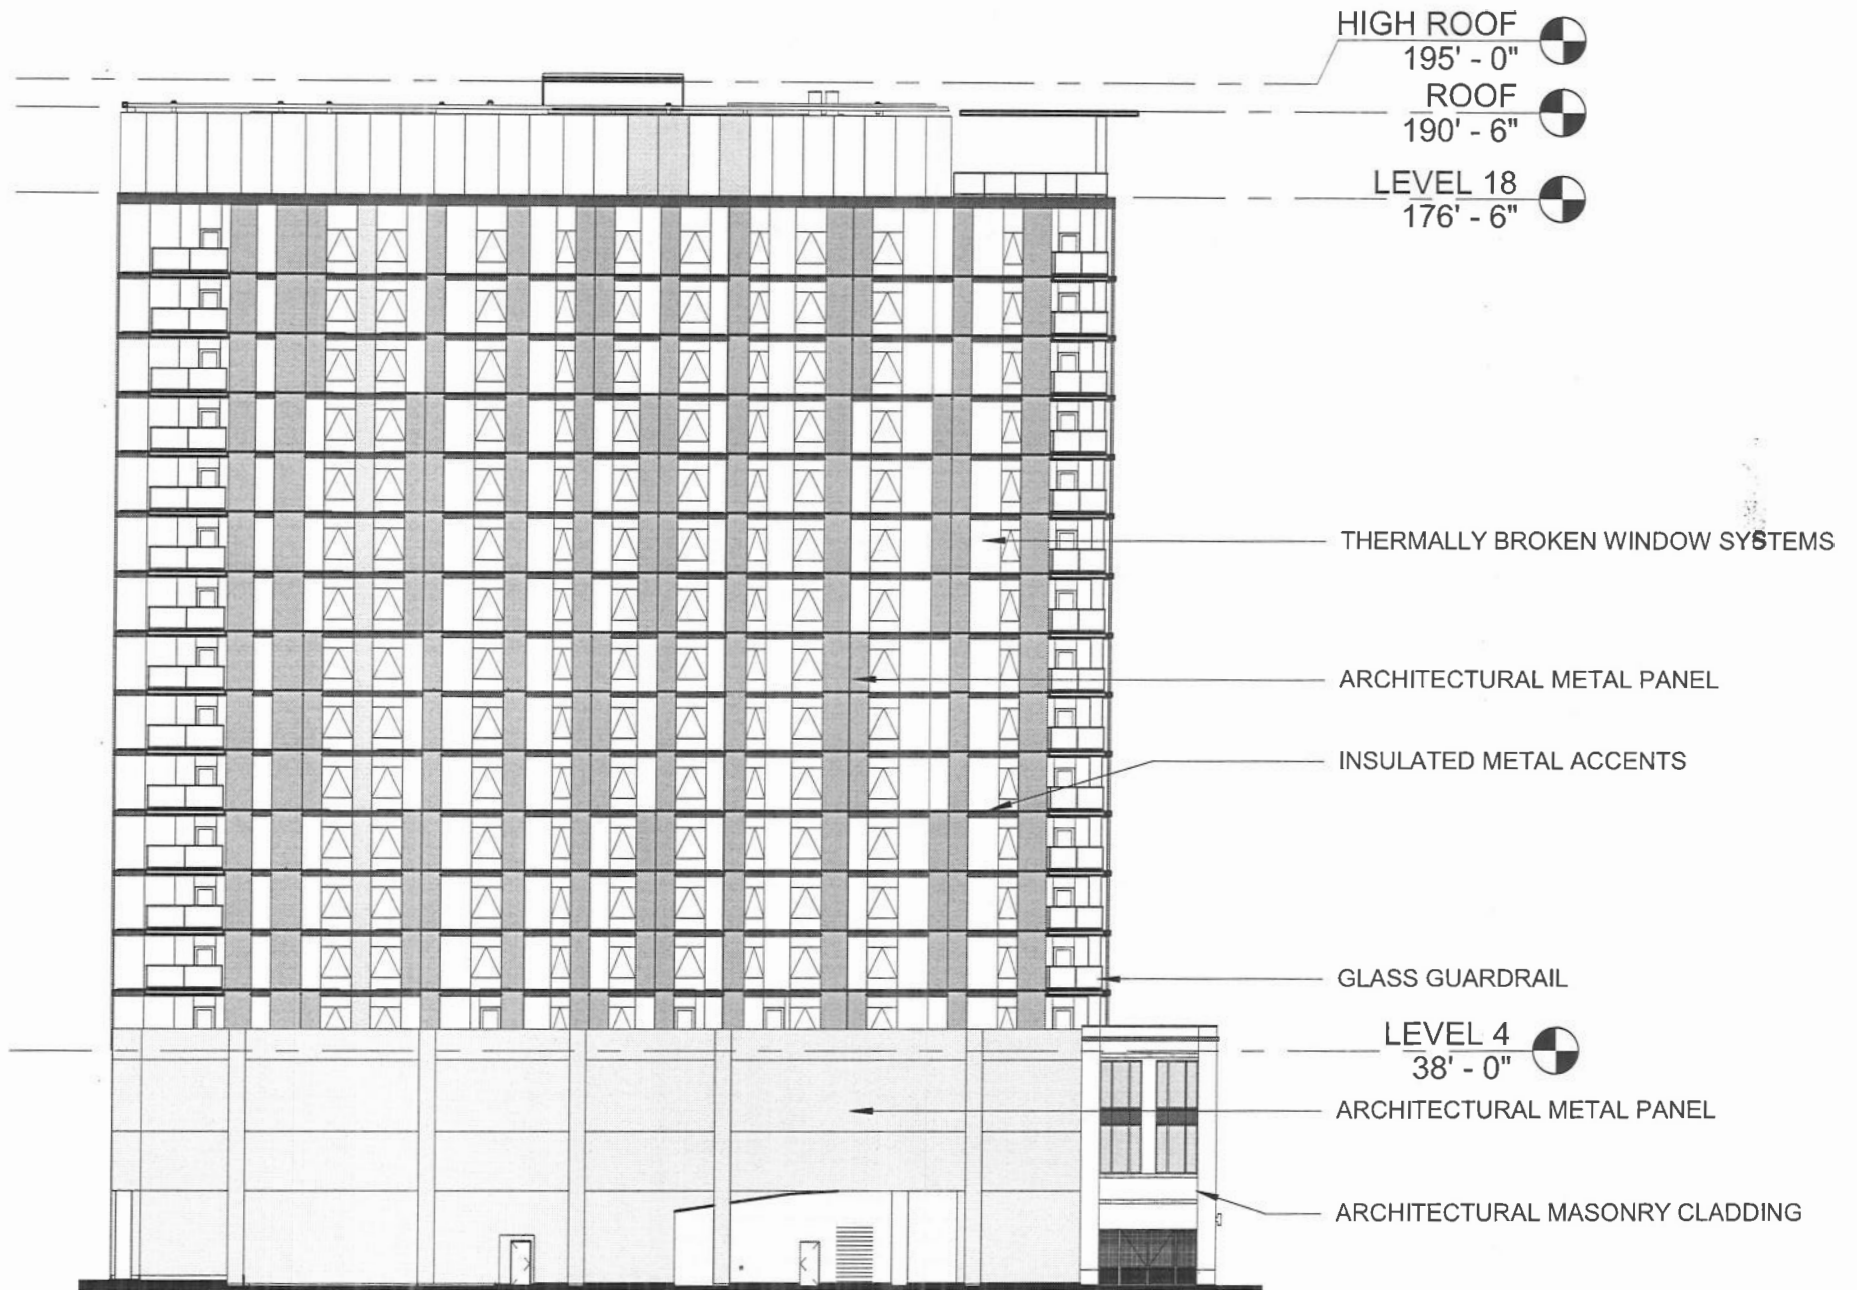 HIGH ROOF
195' - 0"
ROOF
190' - 6"
LEVEL 18
176' - 6"
THERMALLY BROKEN WINDOW SYSTEMS
ARCHITECTURAL METAL PANEL
INSULATED METAL ACCENTS
GLASS GUARDRAIL
LEVEL 4
38' - 0"
ARCHITECTURAL METAL PANEL
ARCHITECTURAL MASONRY CLADDING